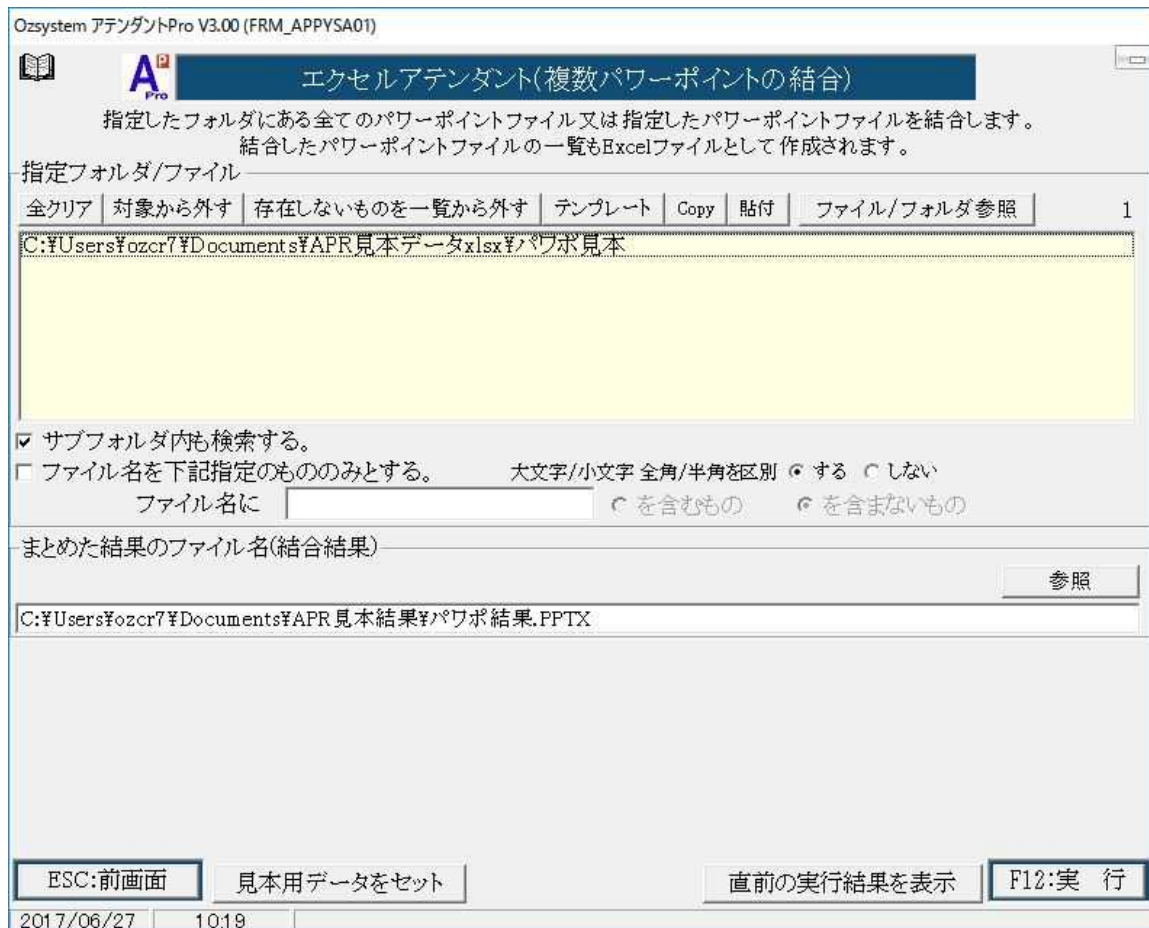 Ozsystem アテンダントPro V3.00 (FRM_APPYSA01)
A P Pro
エクセルアテンダント(複数パワーポイントの結合)
指定したフォルダにある全てのパワーポイントファイル又は指定したパワーポイントファイルを結合します。
結合したパワーポイントファイルの一覧もExcelファイルとして作成されます。
指定フォルダ/ファイル
全クリア 対象から外す 存在しないものを一覧から外す テンプレート Copy 貼付 ファイル/フォルダ参照 1
C:¥Users¥ozcr7¥Documents¥APR見本データxlsx¥パワポ見本
サブフォルダ内も検索する。
ファイル名を下記指定のもののみとする。 大文字/小文字 全角/半角を区別 する しない
ファイル名に を含むもの を含まないもの
まとめた結果のファイル名(結合結果)
参照
C:¥Users¥ozcr7¥Documents¥APR見本結果¥パワポ結果.PPTX
ESC:前画面 見本用データをセット 直前の実行結果を表示 F12:実 行
2017/06/27 10:19